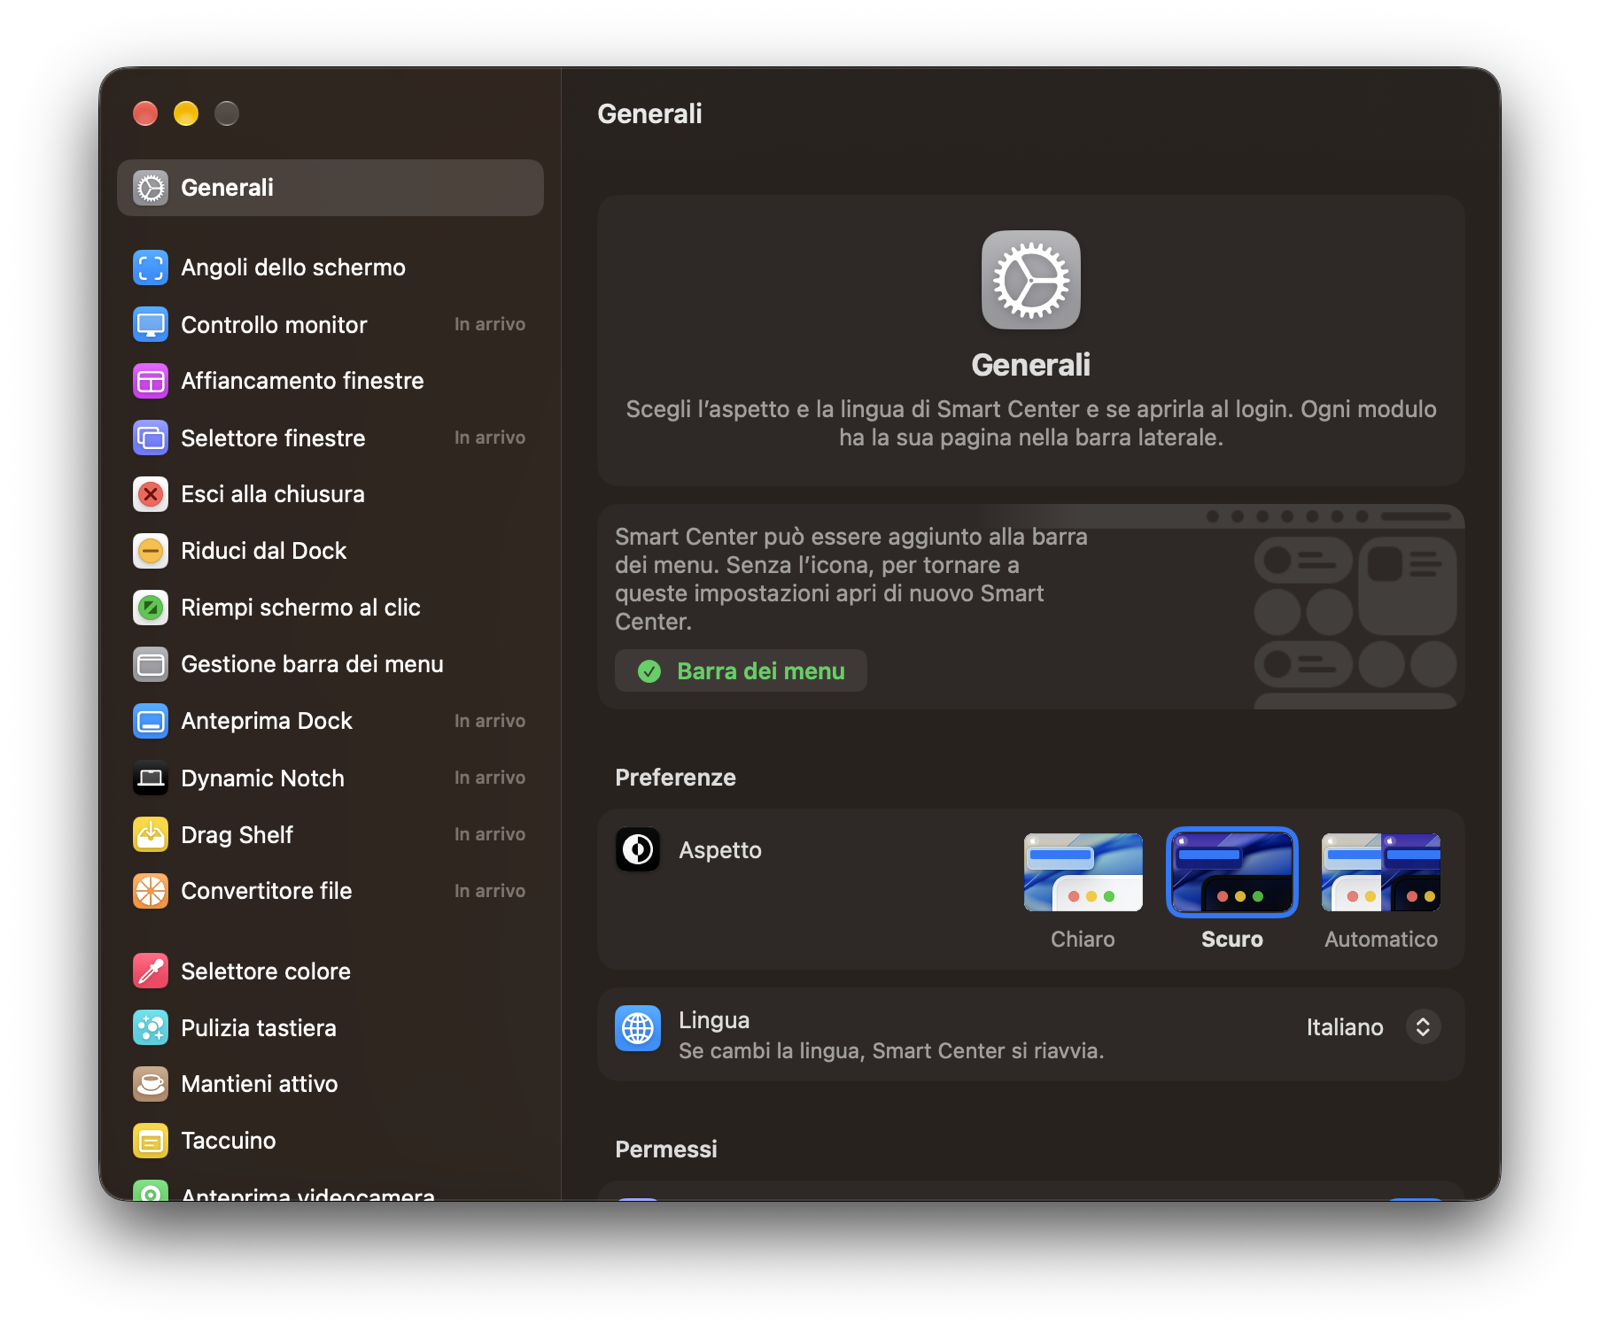 Generali
Angoli dello schermo
Controllo monitor In arrivo
Affiancamento finestre
Selettore finestre In arrivo
Esci alla chiusura
Riduci dal Dock
Riempi schermo al clic
Gestione barra dei menu
Anteprima Dock In arrivo
Dynamic Notch In arrivo
Drag Shelf In arrivo
Convertitore file In arrivo
Selettore colore
Pulizia tastiera
Mantieni attivo
Taccuino
Anteprima videocamera
Generali
Generali
Scegli l’aspetto e la lingua di Smart Center e se aprirla al login. Ogni modulo
ha la sua pagina nella barra laterale.
Smart Center può essere aggiunto alla barra
dei menu. Senza l’icona, per tornare a
queste impostazioni apri di nuovo Smart
Center.
Barra dei menu
Preferenze
Aspetto
Chiaro
Scuro
Automatico
Lingua
Se cambi la lingua, Smart Center si riavvia.
Italiano
Permessi